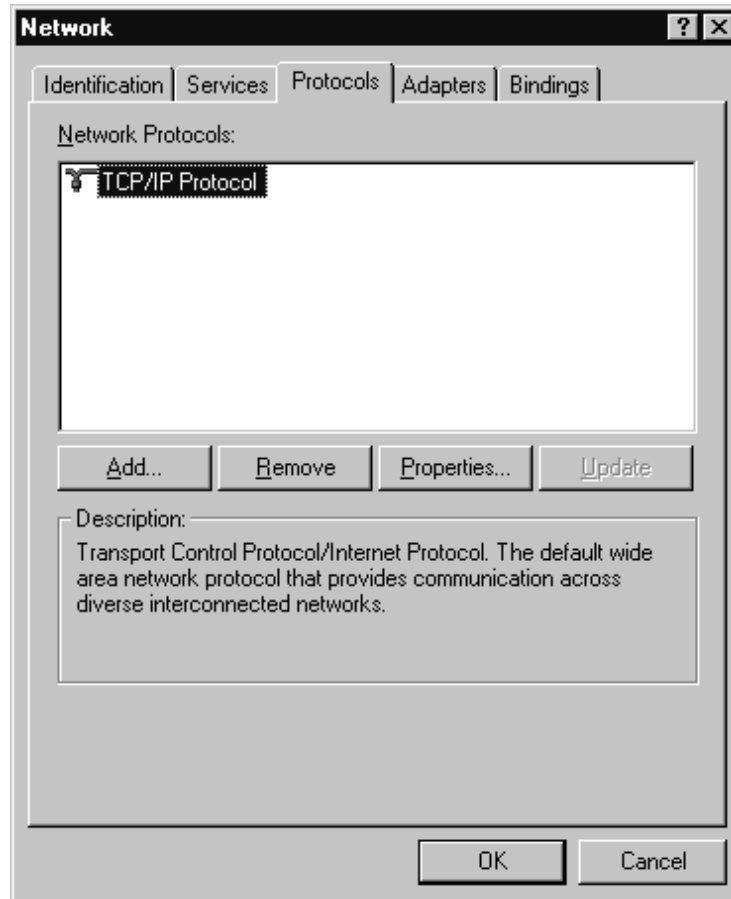 Network
Identification Services Protocols Adapters Bindings
Network Protocols:
TCP/IP Protocol
Add... Remove Properties... Update
Description:
Transport Control Protocol/Internet Protocol. The default wide
area network protocol that provides communication across
diverse interconnected networks.
OK Cancel